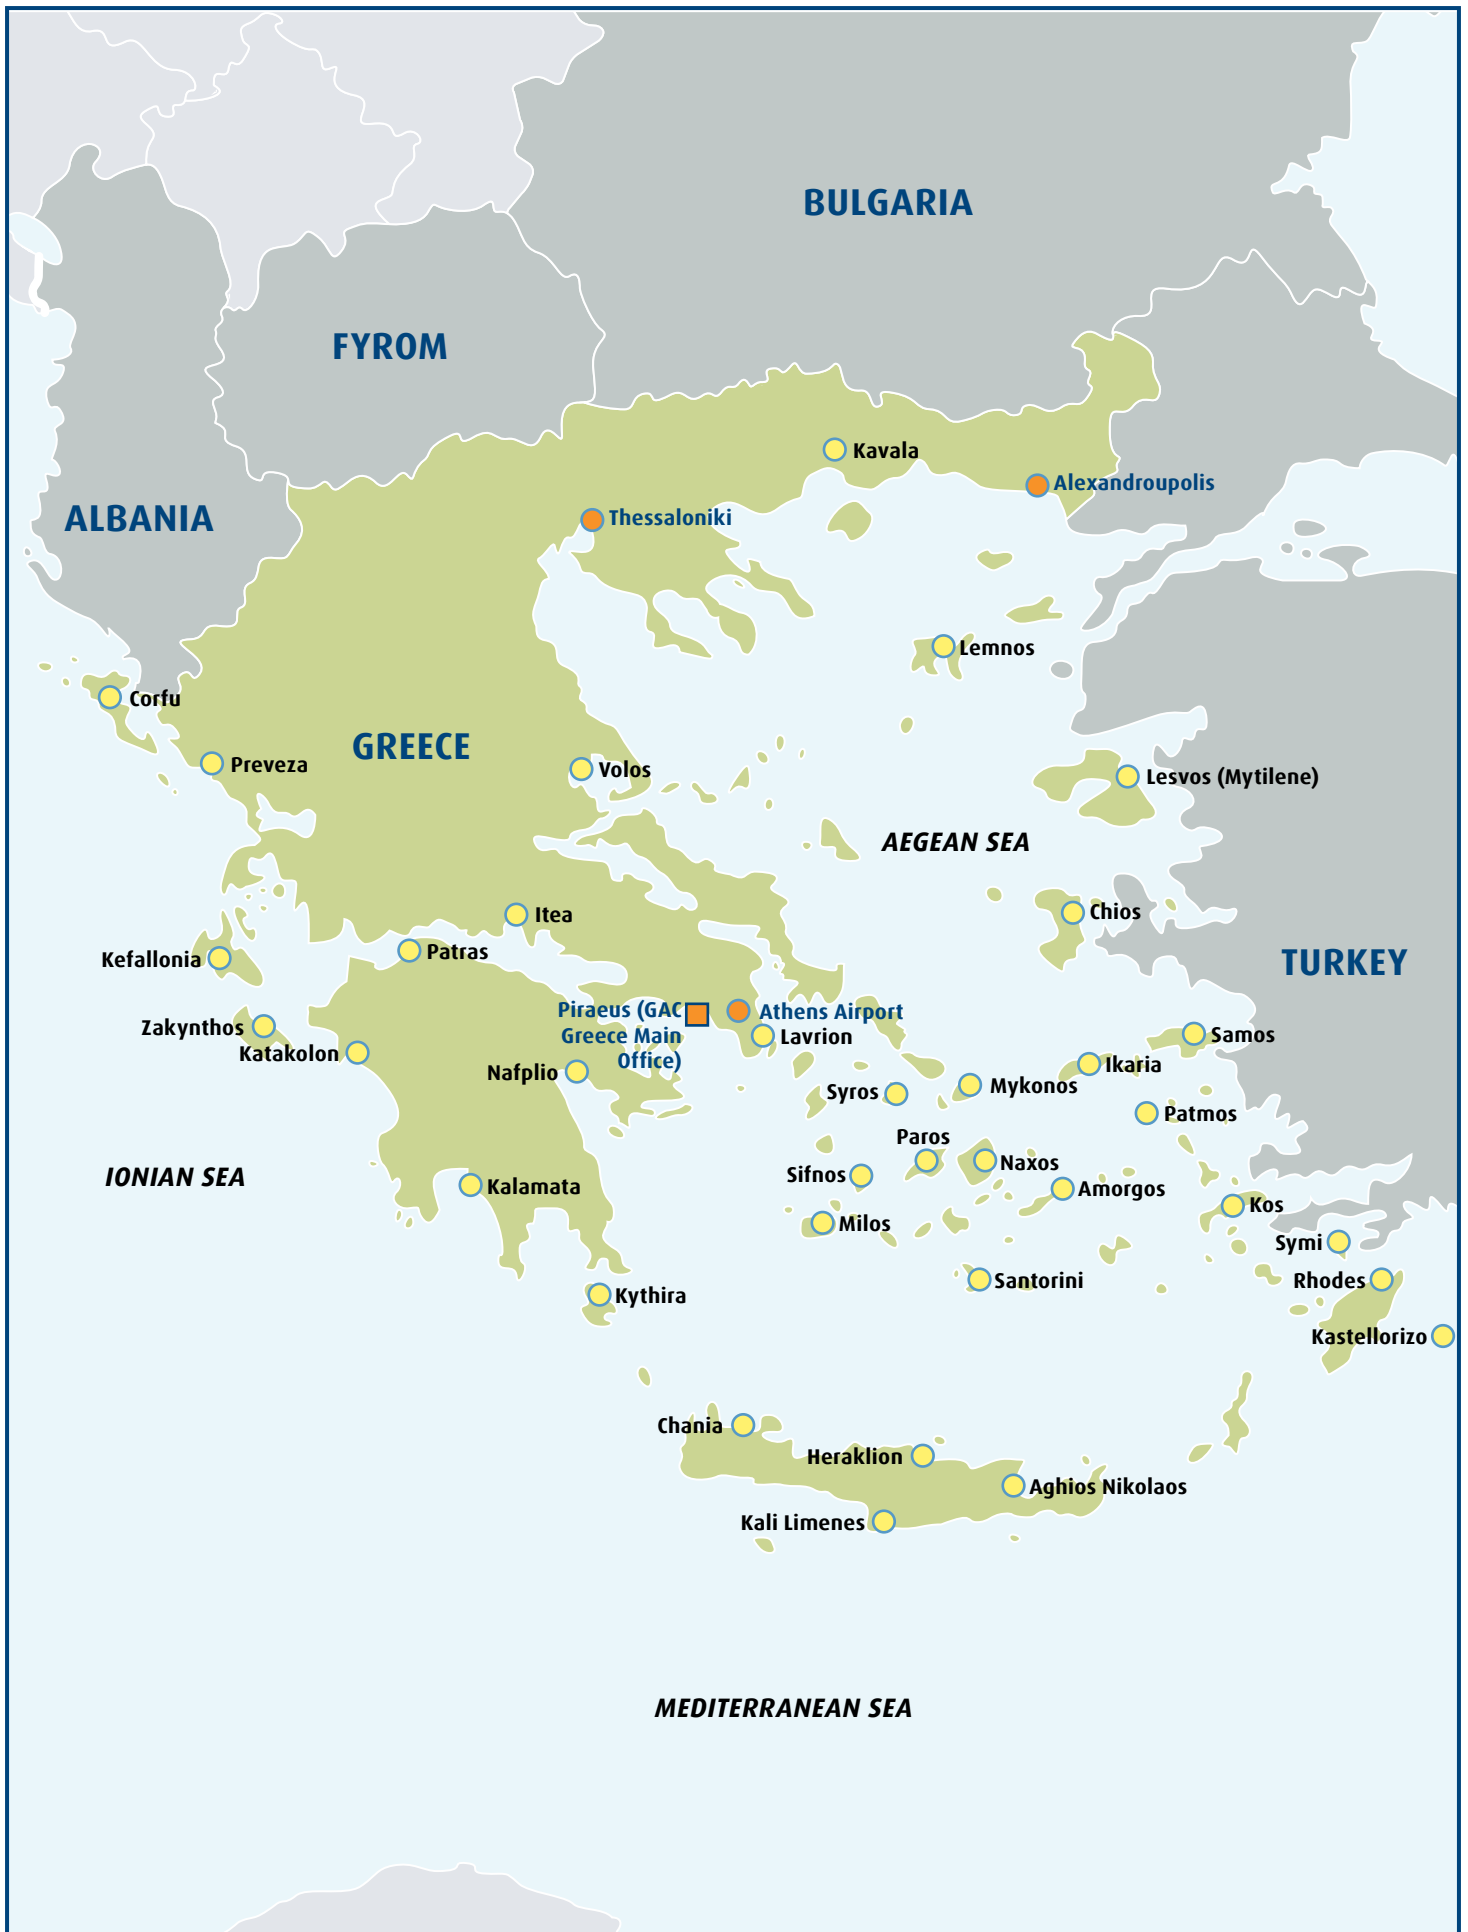 BULGARIA
FYROM
Kavala
Alexandroupolis
ALBANIA
Thessaloniki
Lemnos
Corfu
GREECE
Preveza
Volos
Lesvos (Mytilene)
AEGEAN SEA
Itea
Chios
Kefallonia
Patras
TURKEY
Piraeus (GAC
Greece Main
Office)
Athens Airport
Zakynthos
Lavrion
Samos
Katakolon
Nafplio
Ikaria
Syros
Mykonos
Patmos
Paros
IONIAN SEA
Sifnos
Naxos
Kalamata
Amorgos
Kos
Milos
Symi
Santorini
Rhodes
Kythira
Kastellorizo
Chania
Heraklion
Aghios Nikolaos
Kali Limenes
MEDITERRANEAN SEA